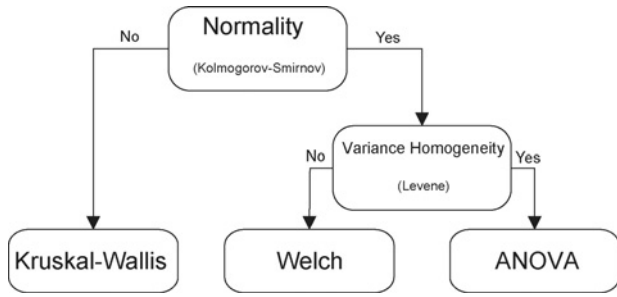 Normality
(Kolmogorov-Smirnov)
No
Yes
Variance Homogeneity
(Levene)
No
Yes
Kruskal-Wallis
Welch
ANOVA